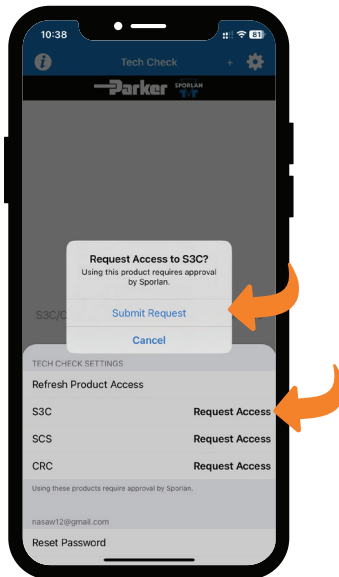 10:38
81
i
Tech Check
+
Parker SPORLAN
Request Access to S3C?
Using this product requires approval
by Sporlan.
S3C/C
Submit Request
Cancel
TECH CHECK SETTINGS
Refresh Product Access
S3C Request Access
SCS Request Access
CRC Request Access
Using these products require approval by Sporlan.
nasaw12@gmail.com
Reset Password